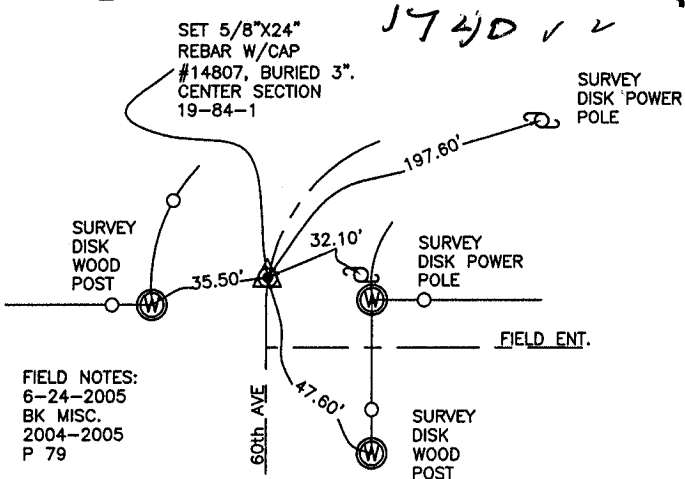 SET 5/8"X24"
REBAR W/CAP
#14807, BURIED 3".
CENTER SECTION
19-84-1
SURVEY
DISK POWER
POLE
197.60'
SURVEY
DISK
WOOD
POST
32.10'
SURVEY
DISK POWER
POLE
35.50'
W
W
FIELD ENT.
FIELD NOTES:
6-24-2005
BK MISC.
2004-2005
P 79
60th AVE
47.60'
W
SURVEY
DISK
WOOD
POST